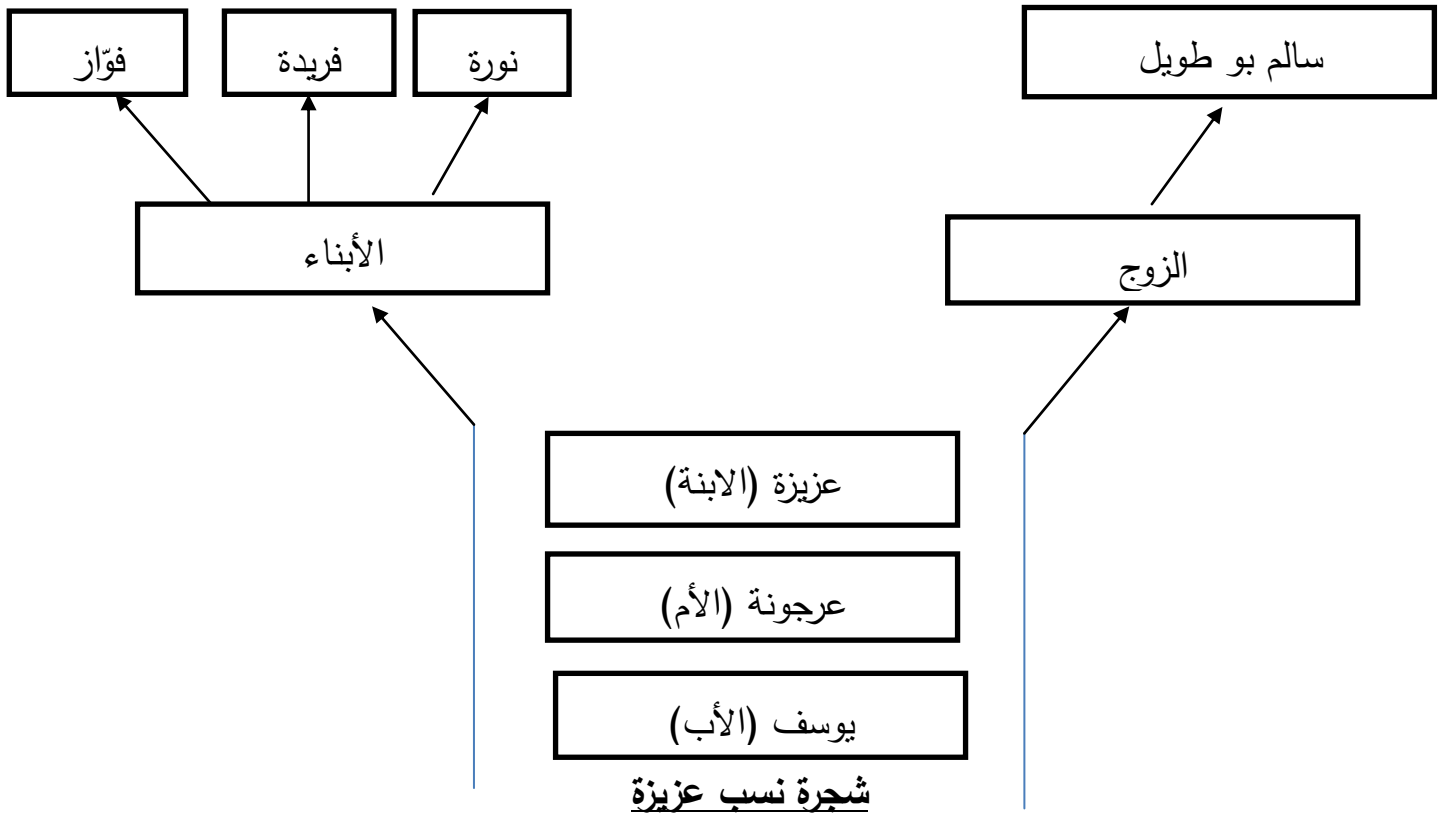 سالم بو طويل
نورة
فريدة
فوّاز
الزوج
الأبناء
عزيزة (الابنة)
عرجونة (الأم)
يوسف (الأب)
شجرة نسب عزيزة